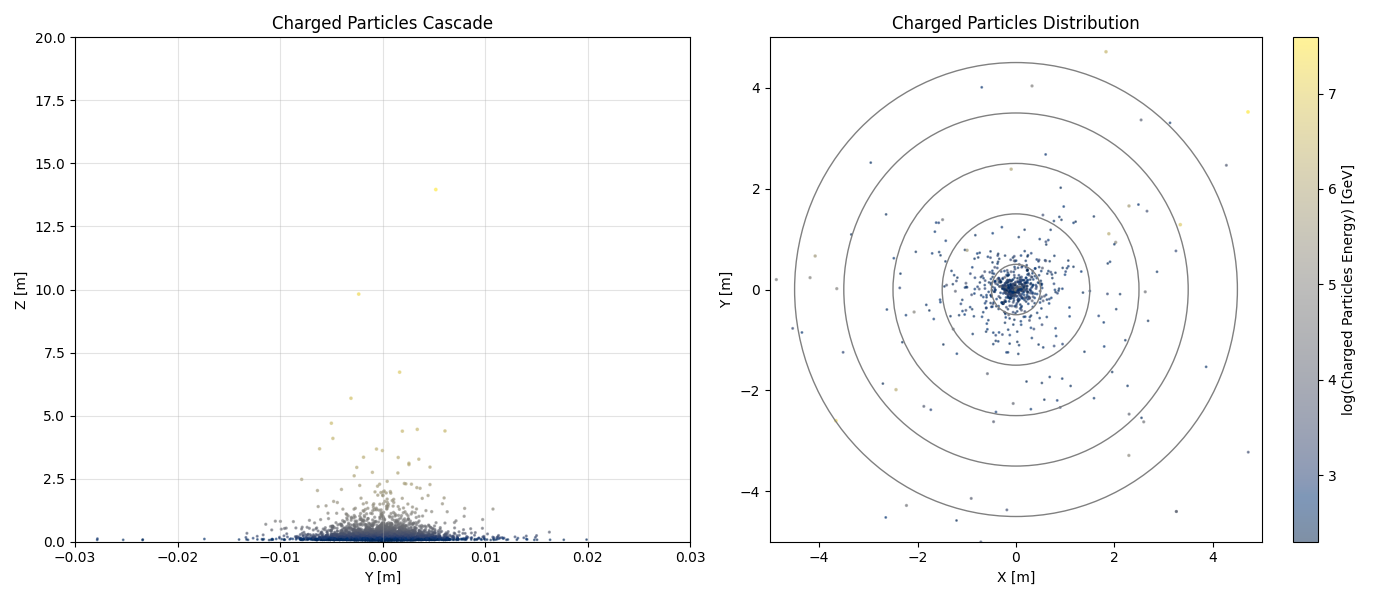 Charged Particles Cascade
20.0
17.5
15.0
12.5
10.0
7.5
5.0
2.5
0.0
Z [m]
−0.03 −0.02 −0.01 0.00 0.01 0.02 0.03
Y [m]
Charged Particles Distribution
4
2
0
−2
−4
Y [m]
−4 −2 0 2 4
X [m]
7
6
5
4
3
log(Charged Particles Energy) [GeV]